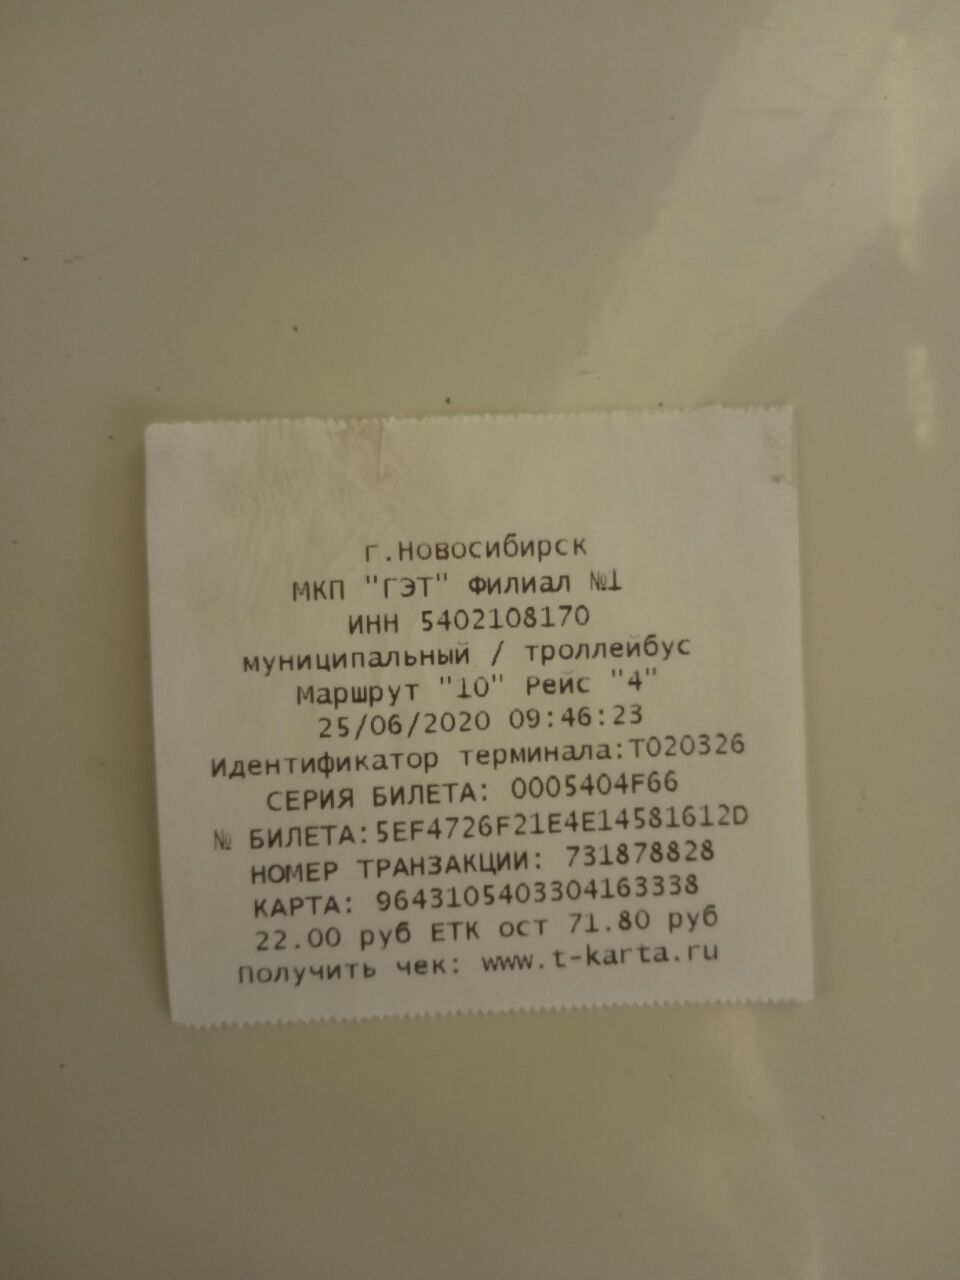 г.Новосибирск
МКП "ГЭТ" Филиал №1
ИНН 5402108170
муниципальный / троллейбус
Маршрут "10" Рейс "4"
25/06/2020 09:46:23
Идентификатор терминала:T020326
СЕРИЯ БИЛЕТА: 0005404F66
№ БИЛЕТА:5EF4726F21E4E14581612D
НОМЕР ТРАНЗАКЦИИ: 731878828
КАРТА: 9643105403304163338
22.00 руб ЕТК ост 71.80 руб
Получить чек: www.t-karta.ru